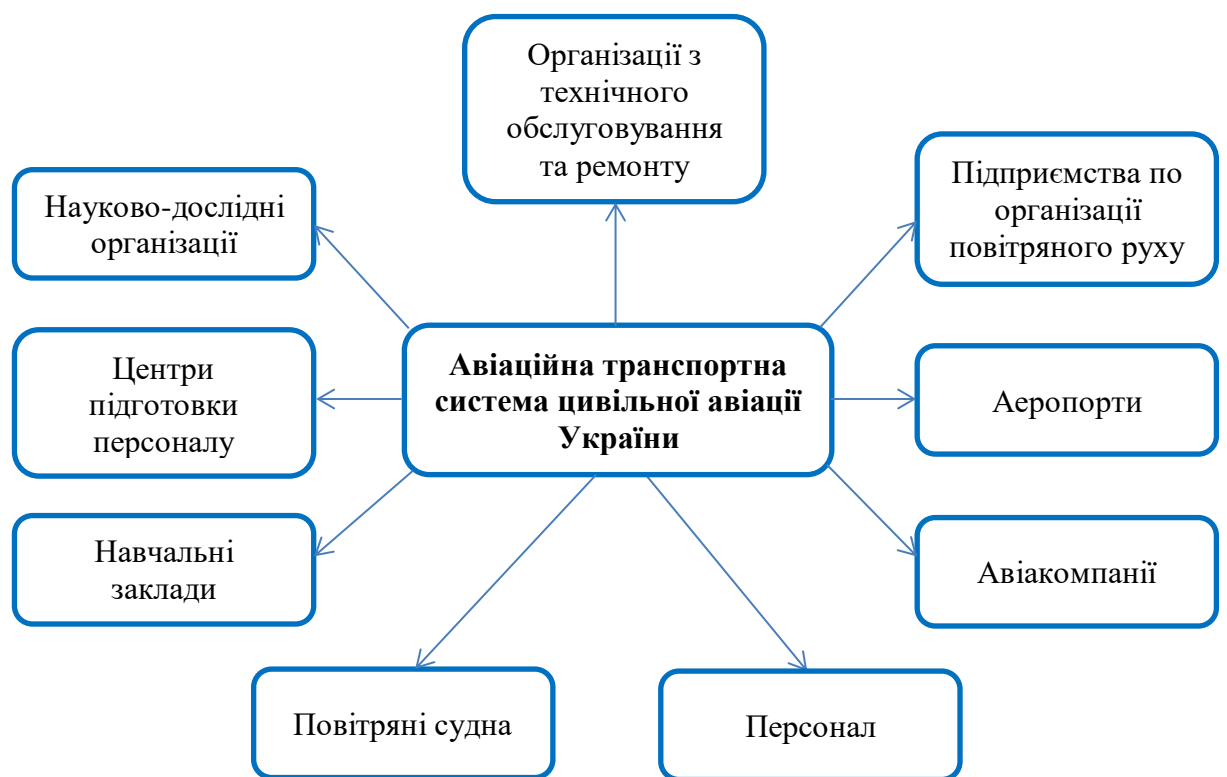 Організації з
технічного
обслуговування
та ремонту
Науково-дослідні
організації
Підприємства по
організації
повітряного руху
Центри
підготовки
персоналу
Авіаційна транспортна
система цивільної авіації
України
Аеропорти
Навчальні
заклади
Авіакомпанії
Повітряні судна
Персонал